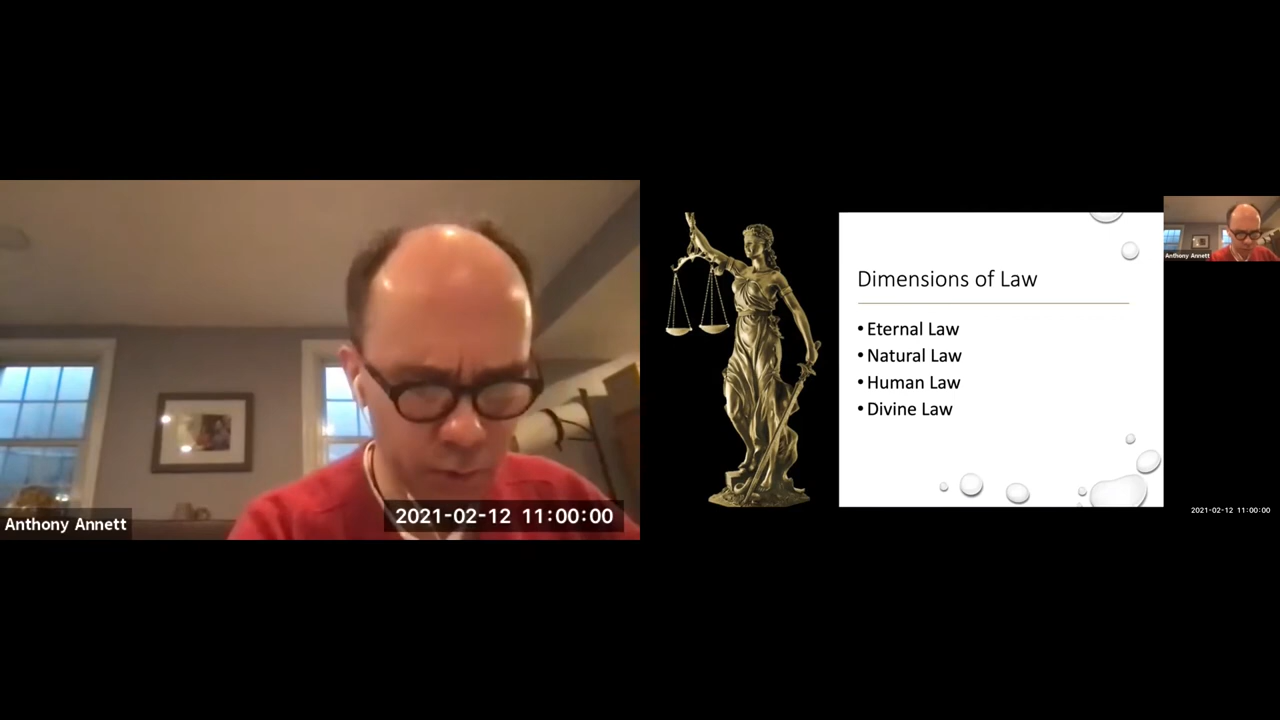 Anthony Annett
2021-02-12 11:00:00
Dimensions of Law
• Eternal Law
• Natural Law
• Human Law
• Divine Law
Anthony Annett
2021-02-12 11:00:00